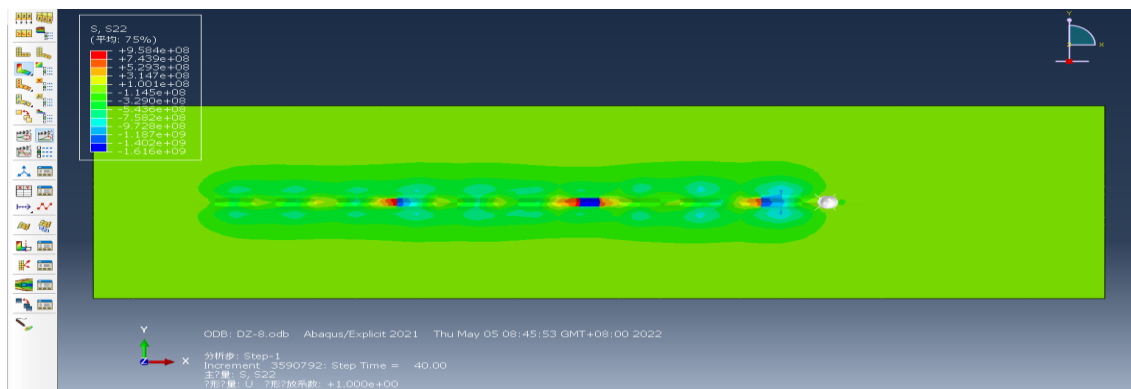 S, S22
(平均: 75%)
+9.584e+08
+7.439e+08
+5.293e+08
+3.147e+08
+1.001e+08
-1.145e+08
-3.290e+08
-5.436e+08
-7.582e+08
-9.728e+08
-1.187e+09
-1.402e+09
-1.616e+09
Y
X
Y
Z
X
ODB: DZ-8.odb Abaqus/Explicit 2021 Thu May 05 08:45:53 GMT+08:00 2022
分析步: Step-1
Increment 3590792: Step Time = 40.00
主?量: S, S22
?形?量: U ?形?放系数: +1.000e+00